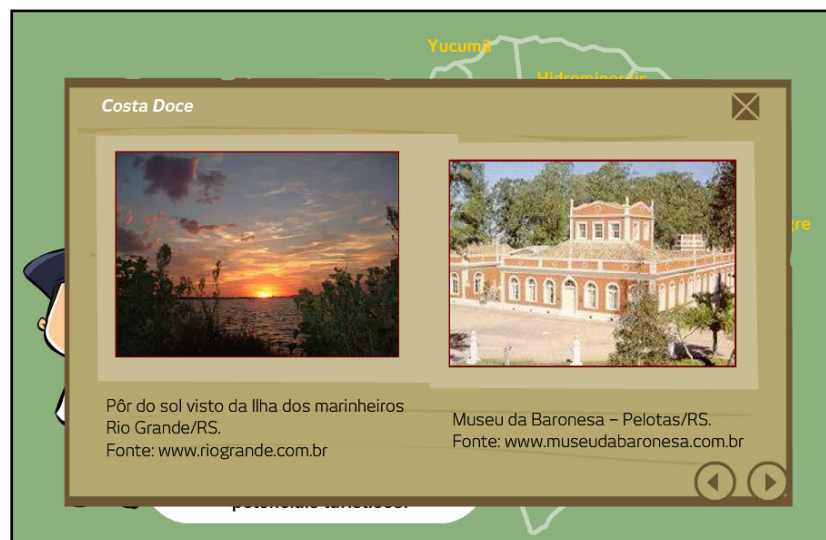 Yucumã
Costa Doce
Pôr do sol visto da Ilha dos marinheiros
Rio Grande/RS.
Fonte: www.riogrande.com.br
Museu da Baronesa – Pelotas/RS.
Fonte: www.museudabaronesa.com.br